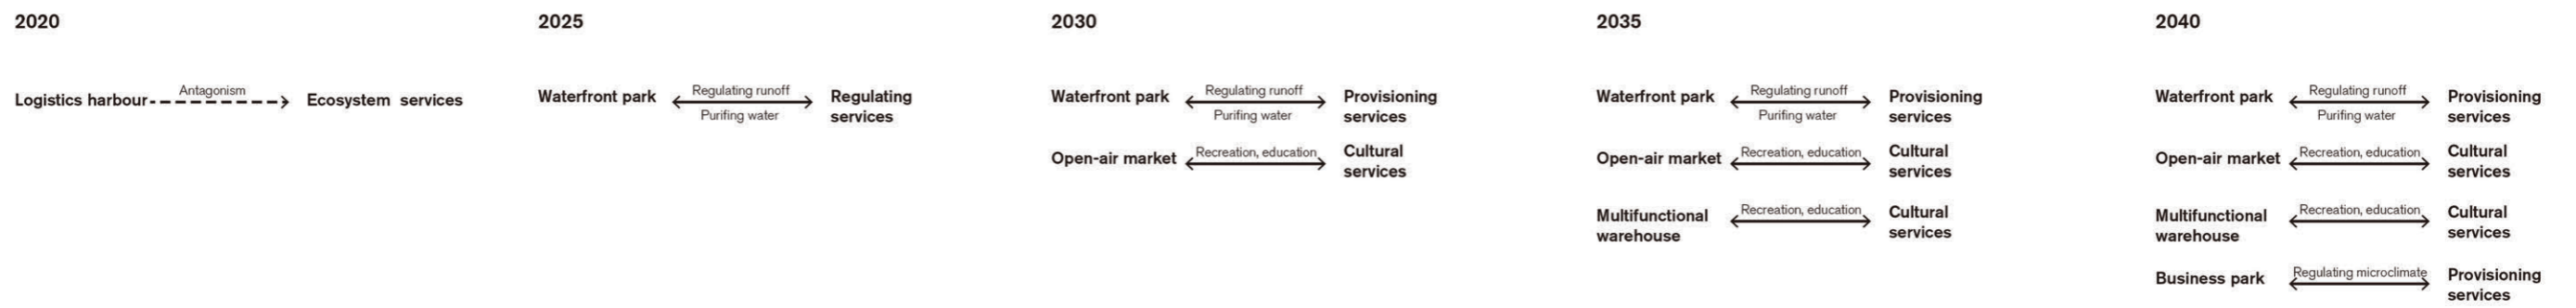 2020
Logistics harbour
Antagonism
Ecosystem services
2025
Waterfront park
Regulating runoff
Purifing water
Regulating
services
2030
Waterfront park
Regulating runoff
Purifing water
Provisioning
services
Open-air market
Recreation, education
Cultural
services
2035
Waterfront park
Regulating runoff
Purifing water
Provisioning
services
Open-air market
Recreation, education
Cultural
services
Multifunctional
warehouse
Recreation, education
Cultural
services
2040
Waterfront park
Regulating runoff
Purifing water
Provisioning
services
Open-air market
Recreation, education
Cultural
services
Multifunctional
warehouse
Recreation, education
Cultural
services
Business park
Regulating microclimate
Provisioning
services